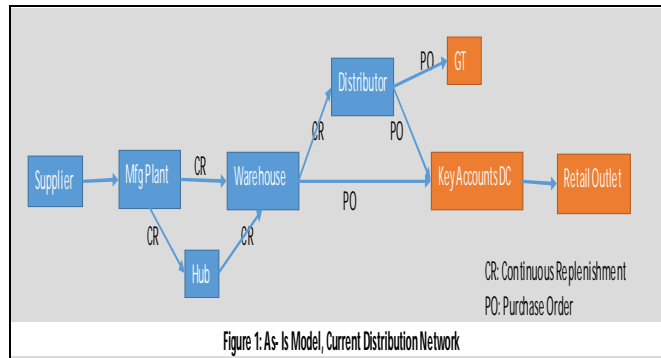 PO
GT
Distributor
CR
PO
Supplier
Mfg Plant
CR
Warehouse
PO
Key Accounts DC
Retail Outlet
CR
CR
Hub
CR: Continuous Replenishment
PO: Purchase Order
Figure 1: As- Is Model, Current Distribution Network